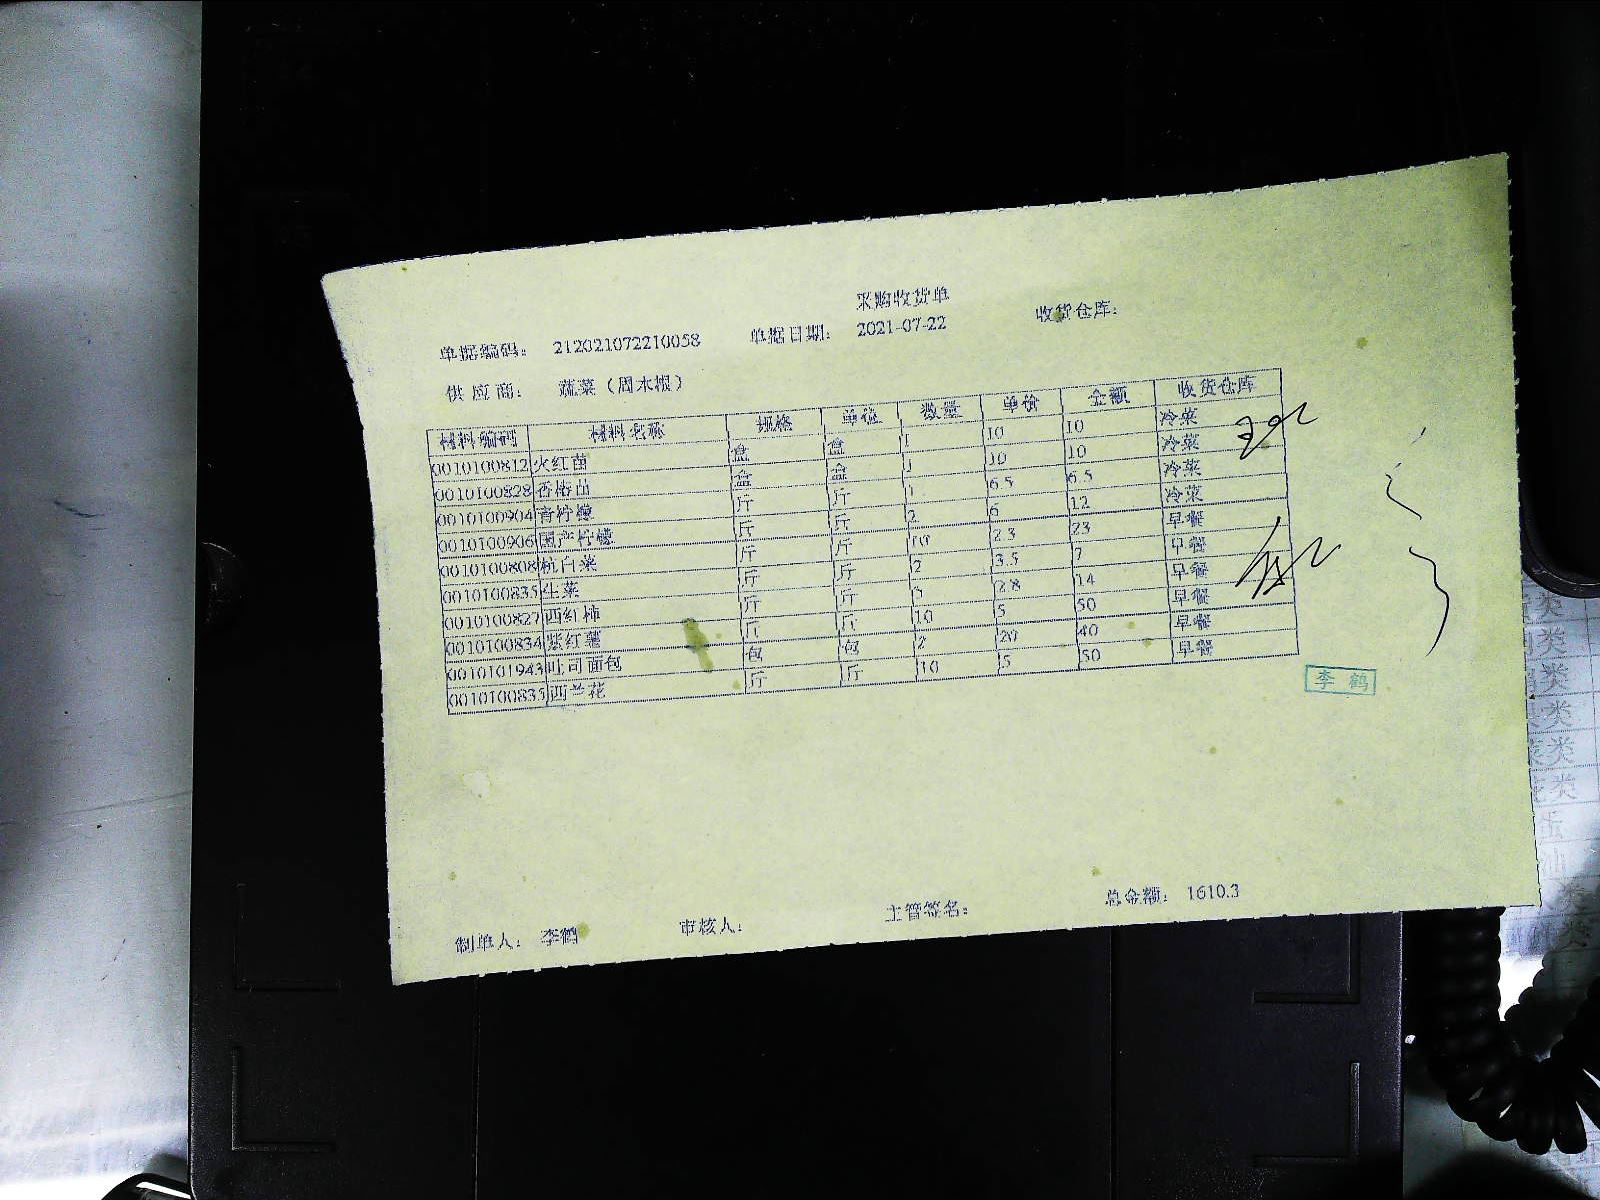 采购收货单
单据编码： 212021072210058 单据日期： 2021-07-22 收货仓库：
供应商： 蔬菜（周木根）
材料编码 材料名称 规格 单位 数量 单价 金额 收货仓库
0010100812 火红苗 盒 盒 1 10 10 冷菜
0010100828 香椿苗 盒 盒 1 10 10 冷菜
0010100904 青柠檬 斤 斤 1 6.5 6.5 冷菜
0010100906 国产柠檬 斤 斤 2 6 12 冷菜
0010100808 杭白菜 斤 斤 10 2.3 23 早餐
0010100835 生菜 斤 斤 2 3.5 7 早餐
0010100827 西红柿 斤 斤 2.8 14 早餐
0010100834 紫红薯 斤 斤 10 5 50 早餐
0010101943 吐司面包 包 包 2 20 40 早餐
0010100835 西兰花 斤 斤 10 5 50 早餐
李鹤
制单人： 李鹤 审核人： 主管签名： 总金额： 1610.3